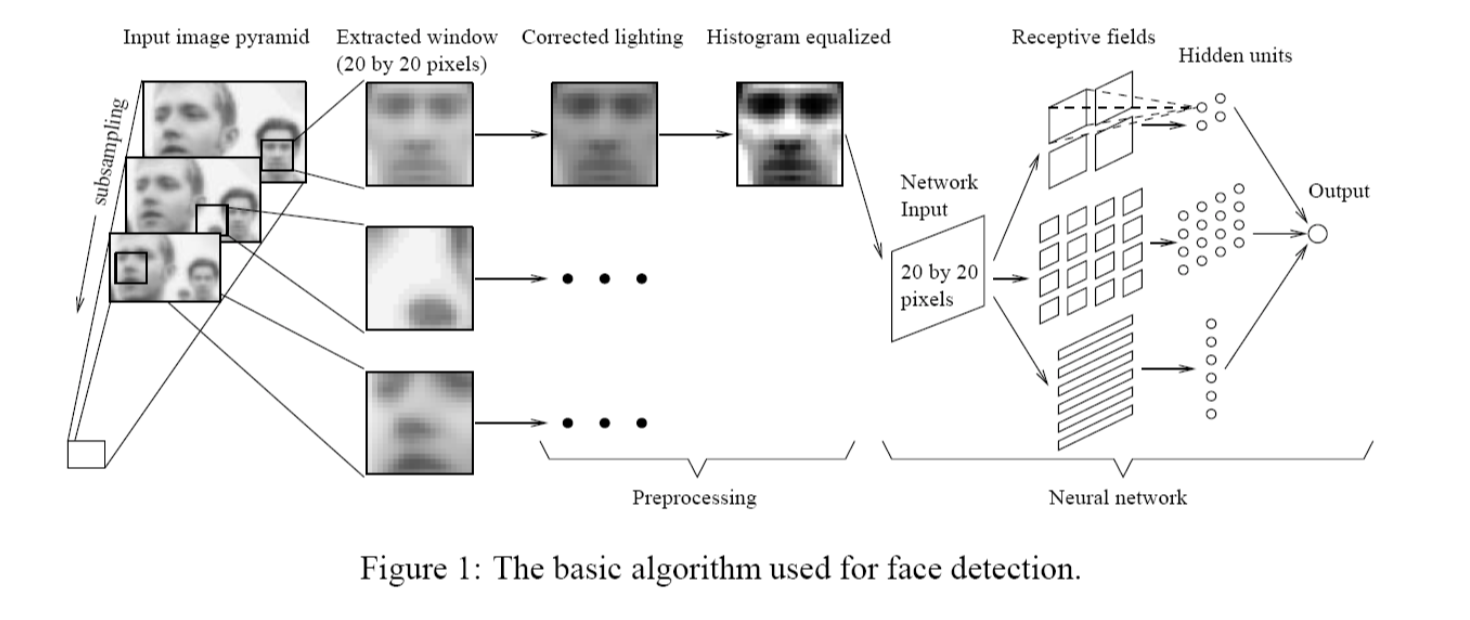 Input image pyramid
Extracted window
(20 by 20 pixels)
Corrected lighting
Histogram equalized
Receptive fields
Hidden units
subsampling
Network
Input
20 by 20
pixels
Output
Preprocessing
Neural network
Figure 1: The basic algorithm used for face detection.